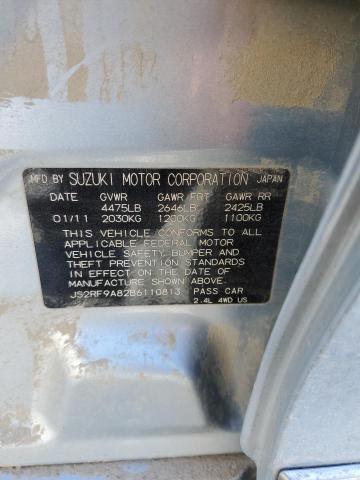 MFD BY SUZUKI MOTOR CORPORATION JAPAN
DATE GVWR GAWR FRT GAWR RR
4475LB 2646LB 2425LB
01/11 2030KG 1200KG 1100KG
THIS VEHICLE CONFORMS TO ALL
APPLICABLE FEDERAL MOTOR
VEHICLE SAFETY, BUMPER AND
THEFT PREVENTION STANDARDS
IN EFFECT ON THE DATE OF
MANUFACTURE SHOWN ABOVE.
JS2RF9A82B6110813 PASS CAR
2.4L 4WD US